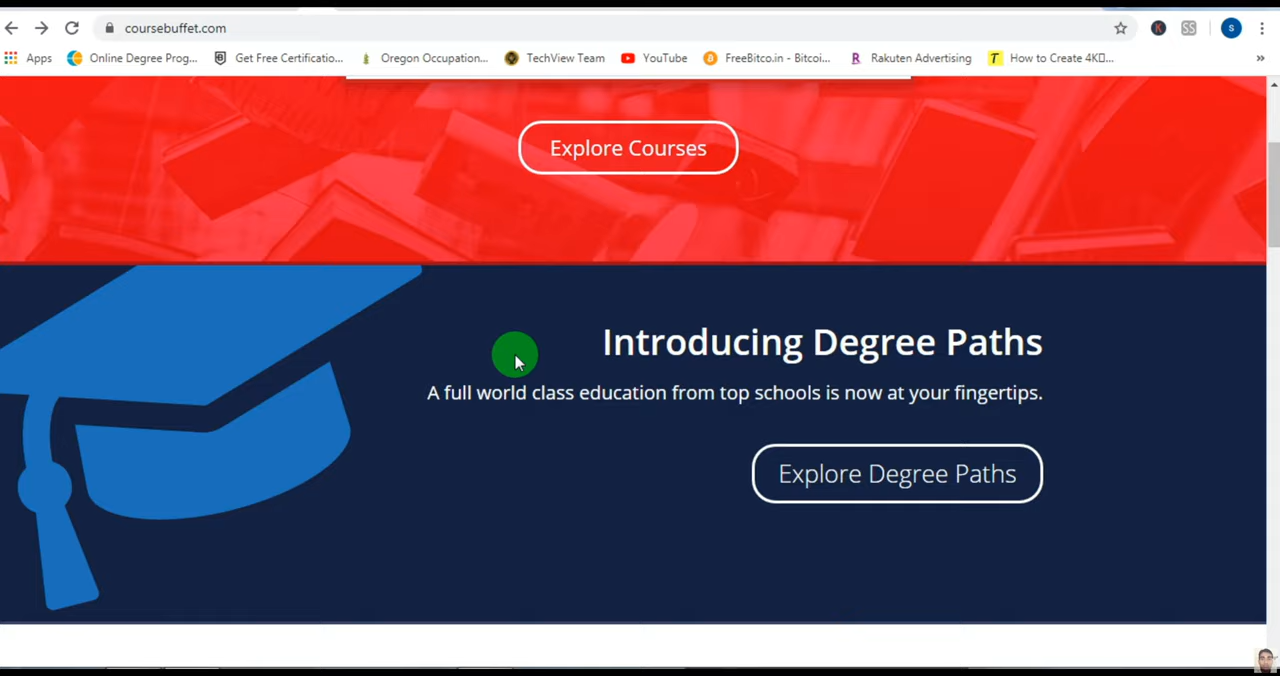 coursebuffet.com
Apps Online Degree Prog... Get Free Certificatio... Oregon Occupation... TechView Team YouTube FreeBitco.in - Bitcoi... Rakuten Advertising How to Create 4K▯...
Explore Courses
Introducing Degree Paths
A full world class education from top schools is now at your fingertips.
Explore Degree Paths